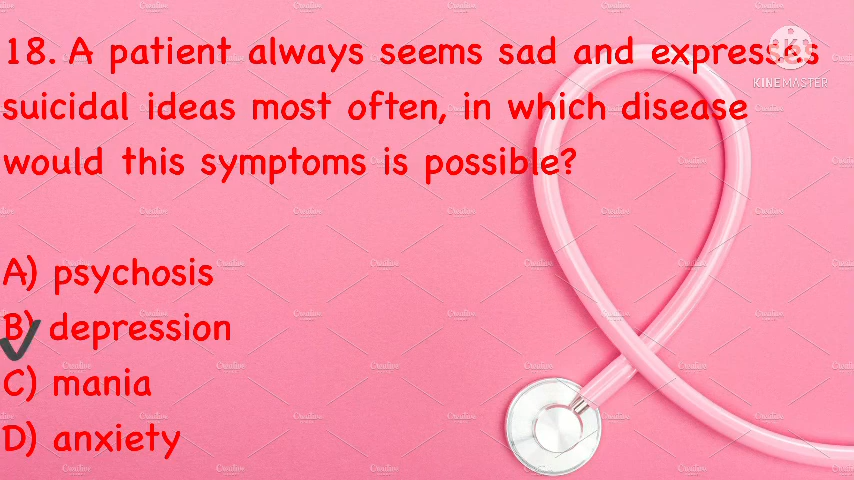 18. A patient always seems sad and expresses
suicidal ideas most often, in which disease
would this symptoms is possible?
A) psychosis
B) depression
C) mania
D) anxiety
KINEMASTER